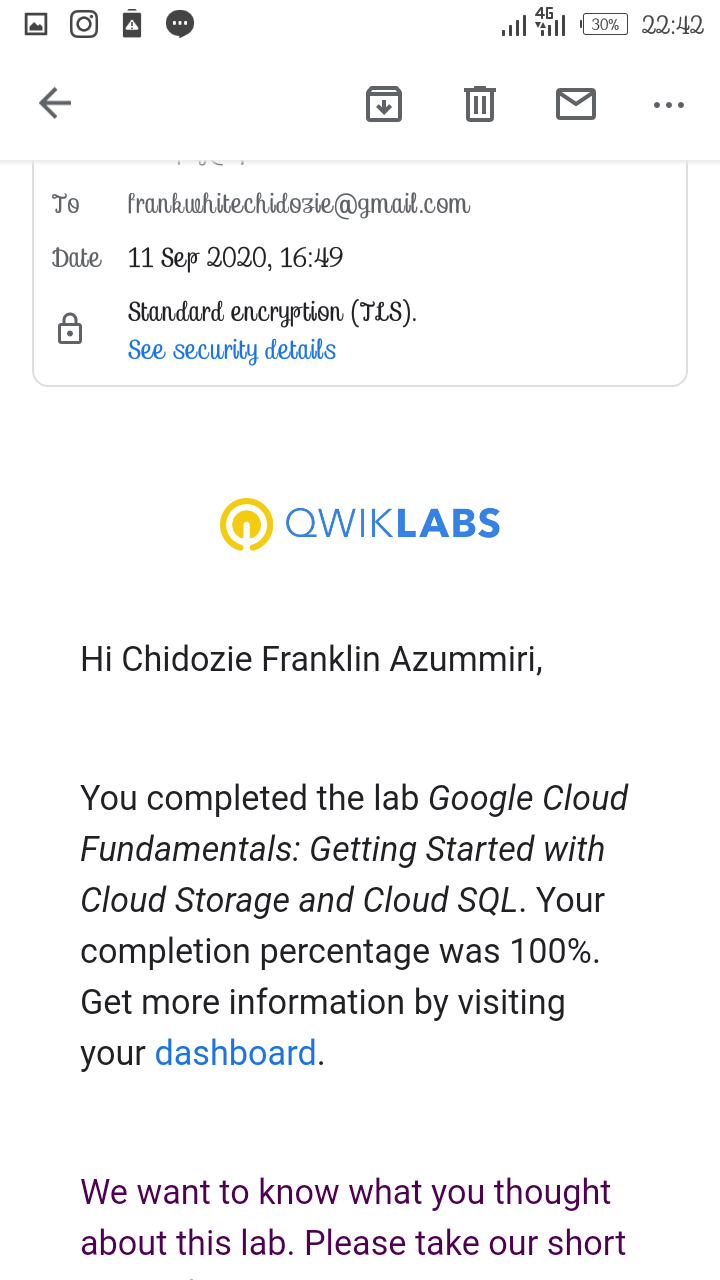 4G
30%
22:42
To frankwhitechidozie@gmail.com
Date 11 Sep 2020, 16:49
Standard encryption (TLS).
See security details
QWIKLABS
Hi Chidozie Franklin Azummiri,
You completed the lab Google Cloud
Fundamentals: Getting Started with
Cloud Storage and Cloud SQL. Your
completion percentage was 100%.
Get more information by visiting
your dashboard.
We want to know what you thought
about this lab. Please take our short